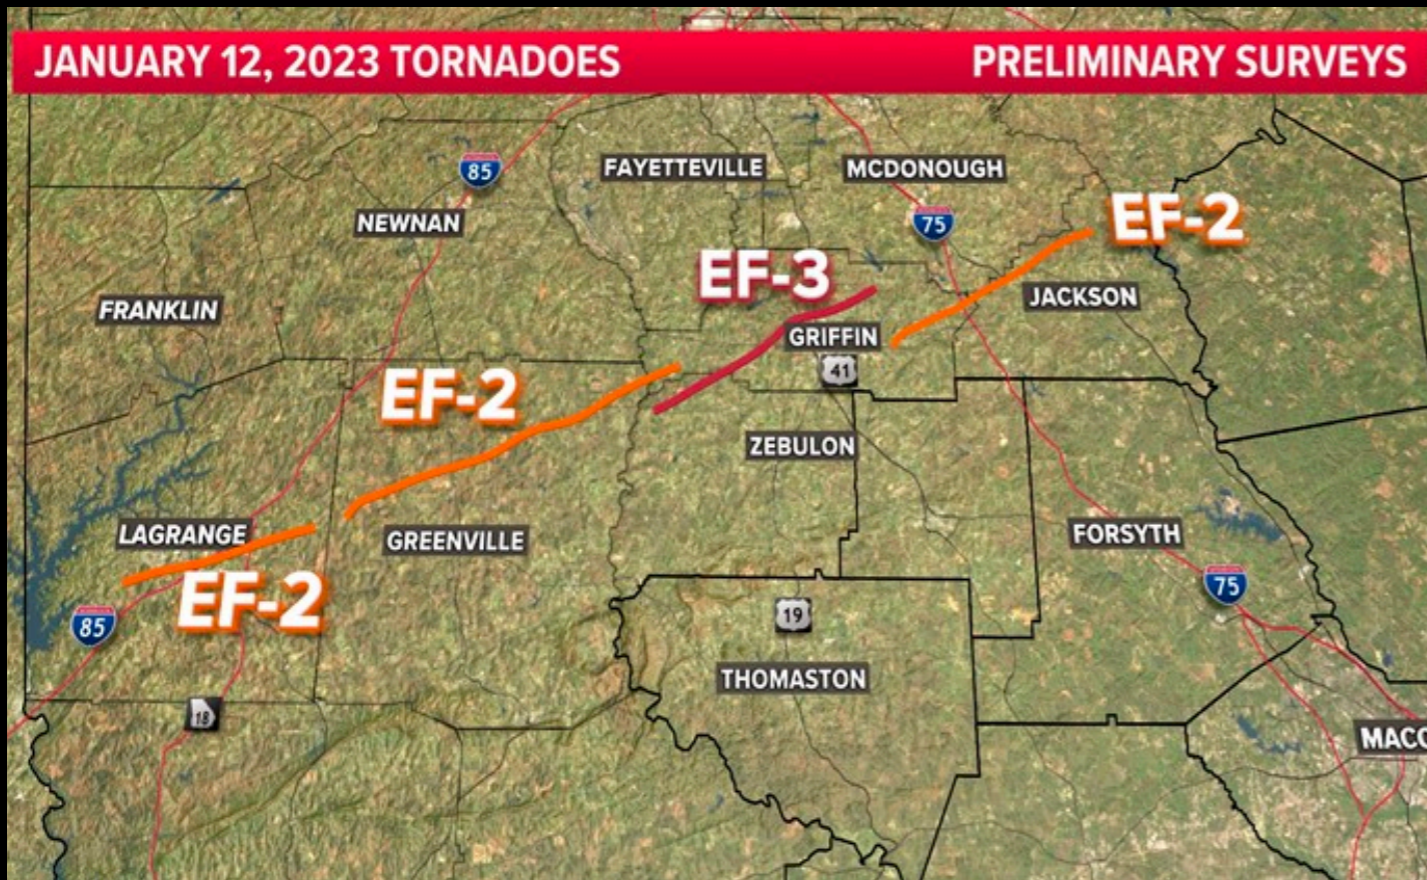 JANUARY 12, 2023 TORNADOES
PRELIMINARY SURVEYS
85
FAYETTEVILLE
MCDONOUGH
NEWNAN
75
EF-2
EF-3
FRANKLIN
JACKSON
GRIFFIN
41
EF-2
ZEBULON
LAGRANGE
GREENVILLE
FORSYTH
EF-2
85
75
19
THOMASTON
18
MACO